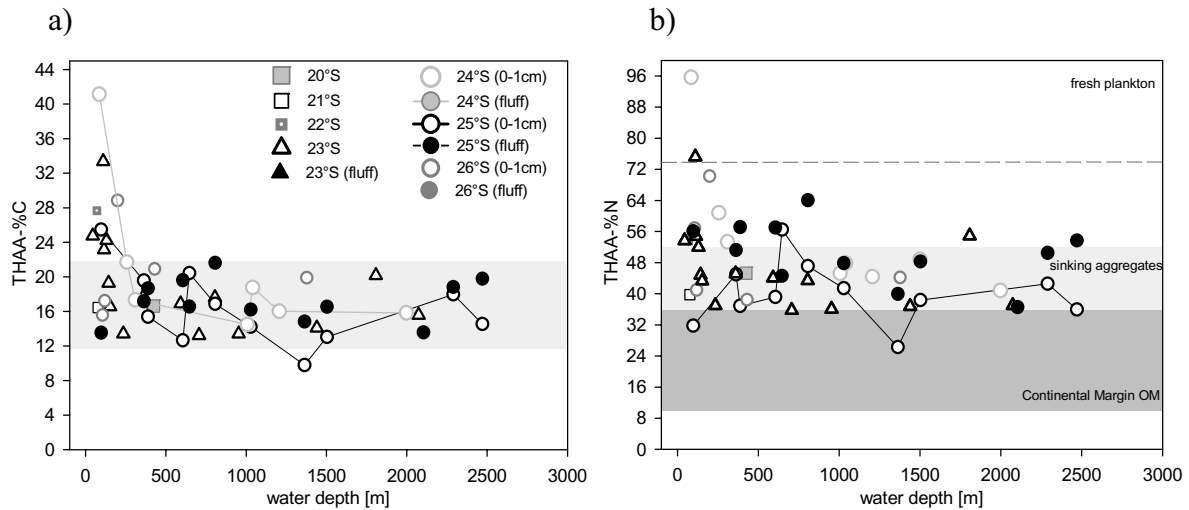 a)
THAA-%C
44
40
36
32
28
24
20
16
12
8
4
0
0
500
1000
1500
2000
2500
3000
water depth [m]
20°S
21°S
22°S
23°S
23°S (fluff)
24°S (0-1cm)
24°S (fluff)
25°S (0-1cm)
25°S (fluff)
26°S (0-1cm)
26°S (fluff)
b)
THAA-%N
96
88
80
72
64
56
48
40
32
24
16
8
0
0
500
1000
1500
2000
2500
3000
water depth [m]
fresh plankton
sinking aggregates
Continental Margin OM